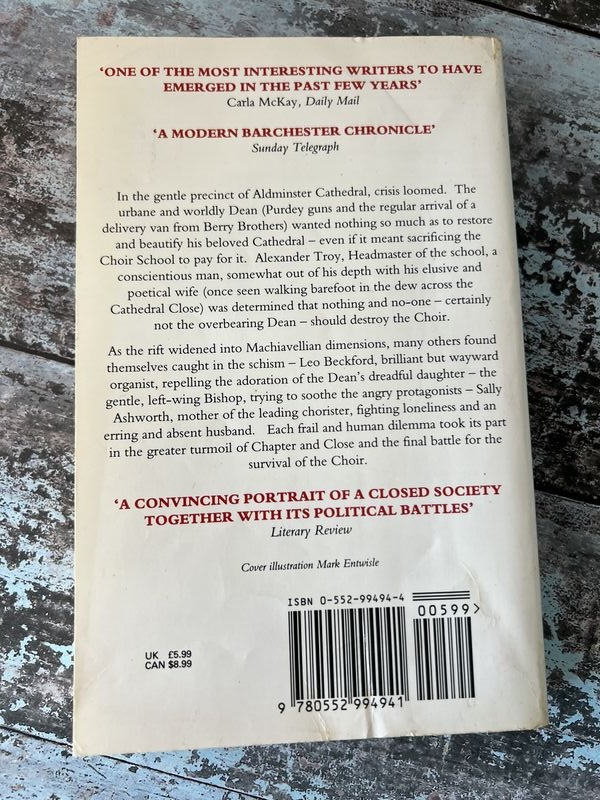 ‘ONE OF THE MOST INTERESTING WRITERS TO HAVE
EMERGED IN THE PAST FEW YEARS’
Carla McKay, Daily Mail
‘A MODERN BARCHESTER CHRONICLE’
Sunday Telegraph
In the gentle precinct of Aldminster Cathedral, crisis loomed. The
urbane and worldly Dean (Purdey guns and the regular arrival of a
delivery van from Berry Brothers) wanted nothing so much as to restore
and beautify his beloved Cathedral – even if it meant sacrificing the
Choir School to pay for it. Alexander Troy, Headmaster of the school, a
conscientious man, somewhat out of his depth with his elusive and
poetical wife (once seen walking barefoot in the dew across the
Cathedral Close) was determined that nothing and no-one – certainly
not the overbearing Dean – should destroy the Choir.
As the rift widened into Machiavellian dimensions, many others found
themselves caught in the schism – Leo Beckford, brilliant but wayward
organist, repelling the adoration of the Dean’s dreadful daughter – the
gentle, left-wing Bishop, trying to soothe the angry protagonists – Sally
Ashworth, mother of the leading chorister, fighting loneliness and an
erring and absent husband. Each frail and human dilemma took its part
in the greater turmoil of Chapter and Close and the final battle for the
survival of the Choir.
‘A CONVINCING PORTRAIT OF A CLOSED SOCIETY
TOGETHER WITH ITS POLITICAL BATTLES’
Literary Review
Cover illustration Mark Entwisle
ISBN 0-552-99494-4
00599>
UK £5.99
CAN $8.99
9 780552 994941